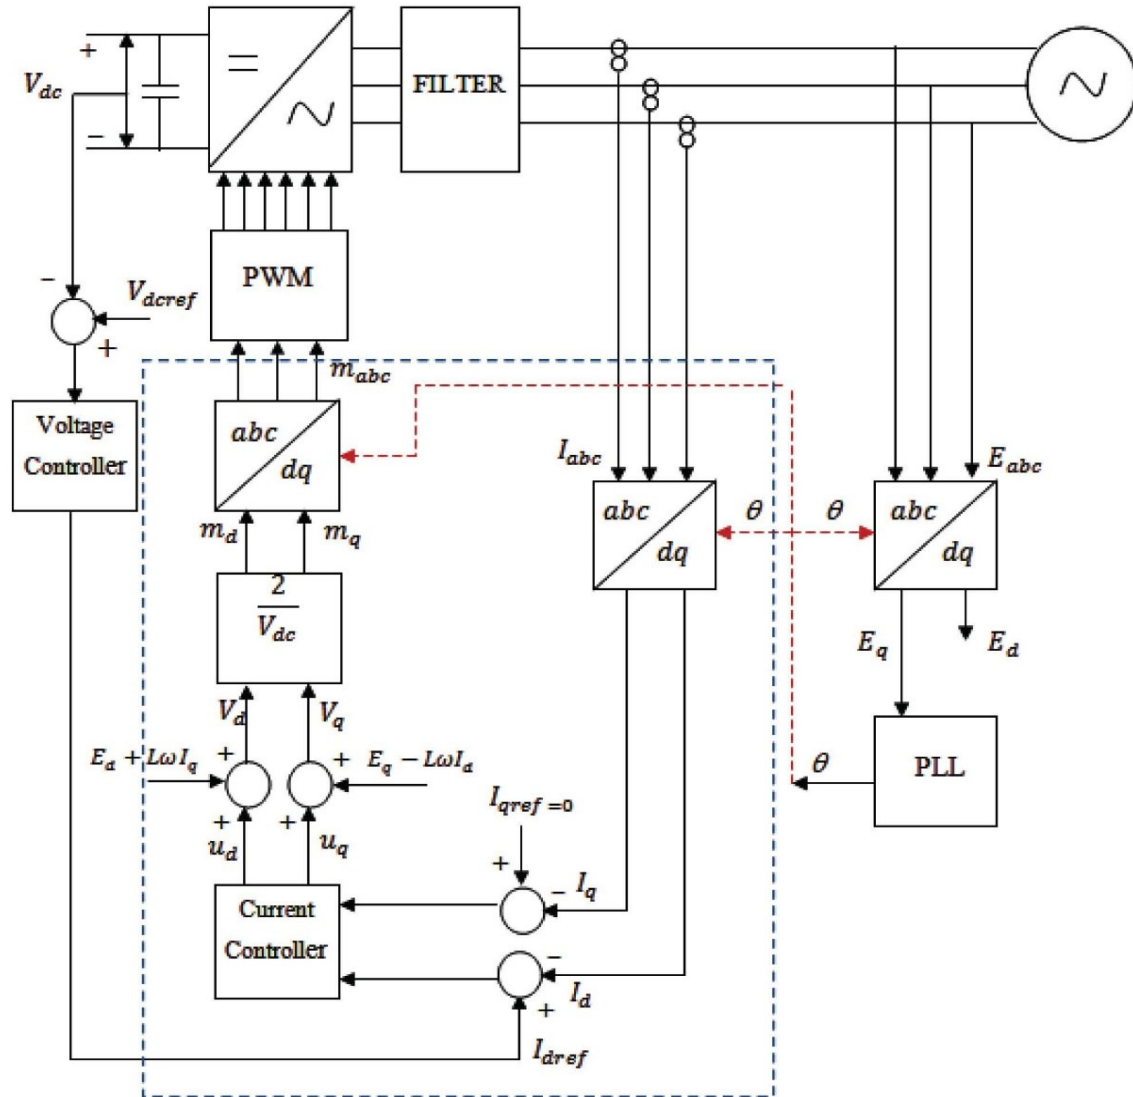 +
V_dc
−
=
FILTER
PWM
−
V_dcref
+
m_abc
Voltage
Controller
abc
dq
I_abc
abc
dq
θ
θ
E_abc
abc
dq
m_d
m_q
2
V_dc
E_q
E_d
V_d
V_q
E_d + LωI_q
+
+
E_q − LωI_d
θ
PLL
+
+
u_d
u_q
I_qref =0
+
− I_q
Current
Controller
−
I_d
+
I_dref